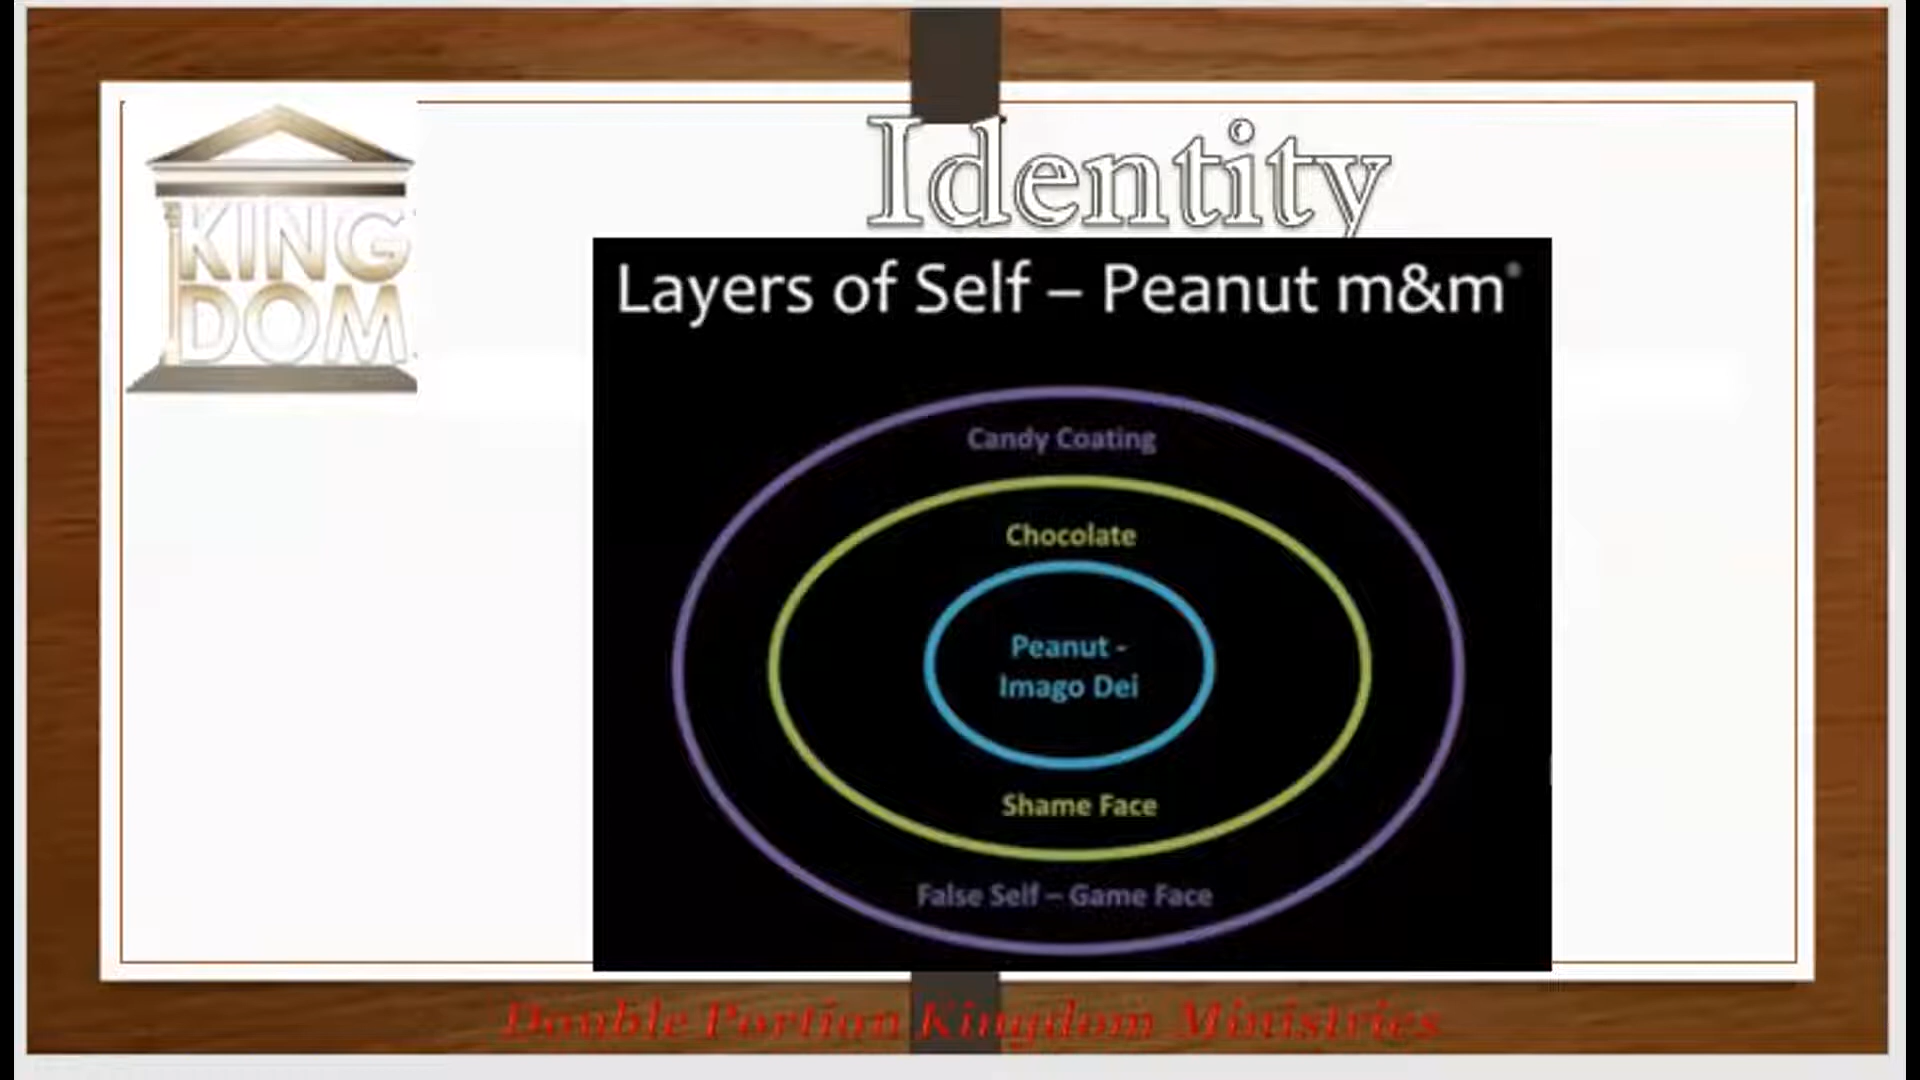 KING
DOM
Identity
Layers of Self – Peanut m&m®
Candy Coating
Chocolate
Peanut -
Imago Dei
Shame Face
False Self – Game Face
Double Portion Kingdom Ministries